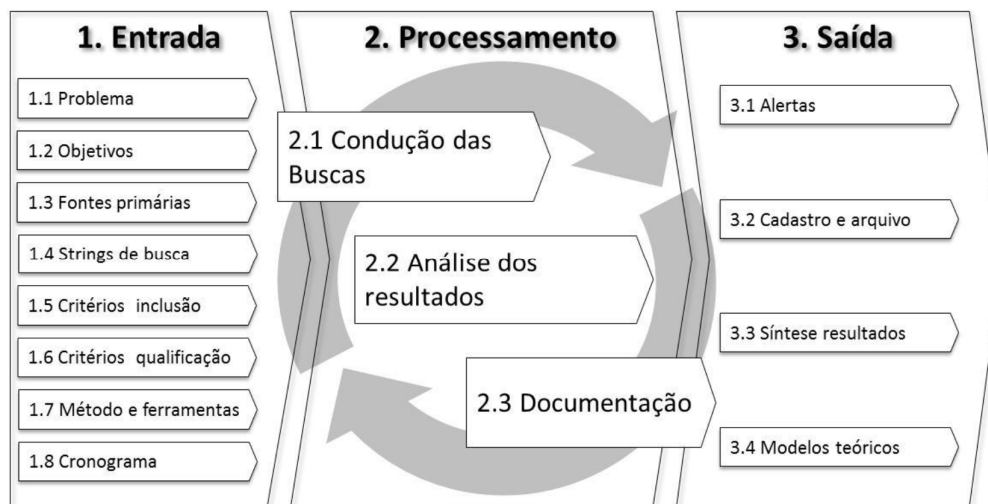 1. Entrada
1.1 Problema
1.2 Objetivos
1.3 Fontes primárias
1.4 Strings de busca
1.5 Critérios inclusão
1.6 Critérios qualificação
1.7 Método e ferramentas
1.8 Cronograma
2. Processamento
2.1 Condução das
Buscas
2.2 Análise dos
resultados
2.3 Documentação
3. Saída
3.1 Alertas
3.2 Cadastro e arquivo
3.3 Síntese resultados
3.4 Modelos teóricos